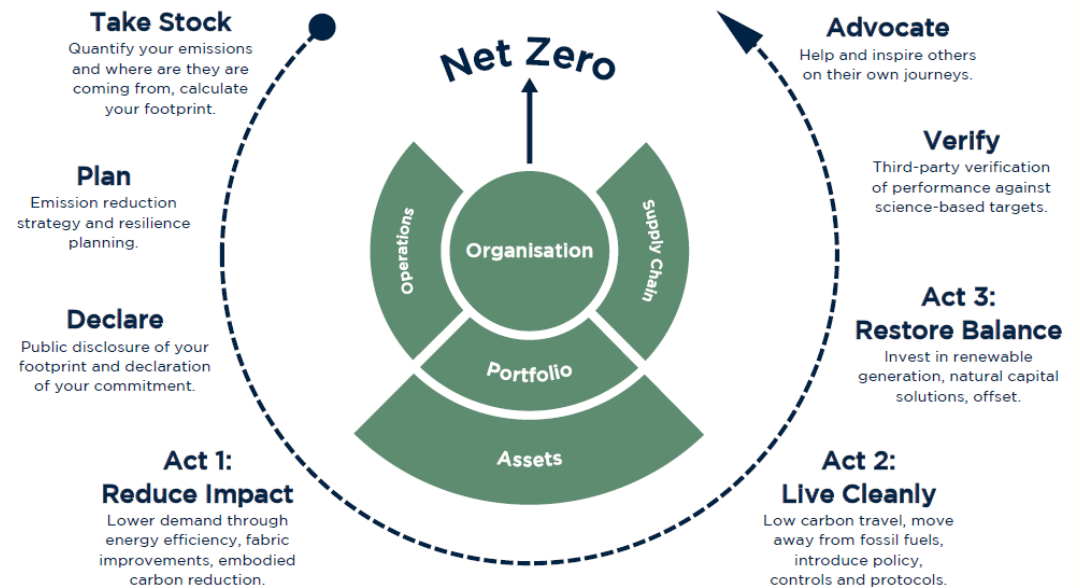 Take Stock
Quantify your emissions
and where are they are
coming from, calculate
your footprint.
Plan
Emission reduction
strategy and resilience
planning.
Declare
Public disclosure of your
footprint and declaration
of your commitment.
Act 1:
Reduce Impact
Lower demand through
energy efficiency, fabric
improvements, embodied
carbon reduction.
Net Zero
Organisation
Operations
Supply Chain
Portfolio
Assets
Act 2:
Live Cleanly
Low carbon travel, move
away from fossil fuels,
introduce policy,
controls and protocols.
Act 3:
Restore Balance
Invest in renewable
generation, natural capital
solutions, offset.
Verify
Third-party verification
of performance against
science-based targets.
Advocate
Help and inspire others
on their own journeys.